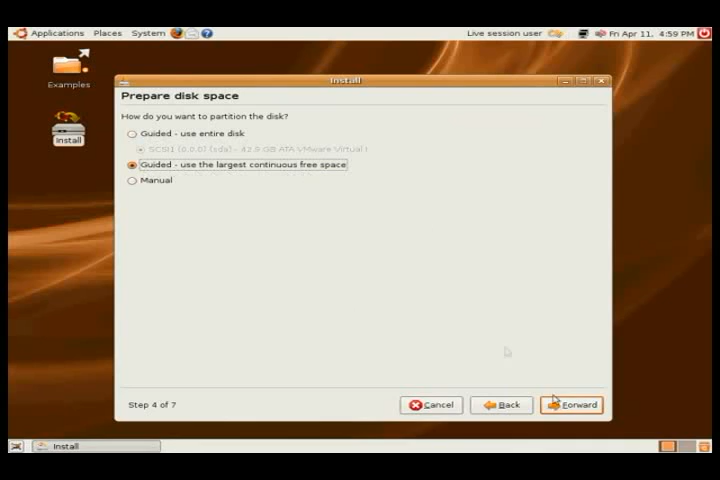 Applications Places System Live session user Fri Apr 11, 4:59 PM
Examples
Install
Install
Prepare disk space
How do you want to partition the disk?
Guided - use entire disk
SCSI1 (0,0,0) (sda) - 42.9 GB ATA VMware Virtual I
Guided - use the largest continuous free space
Manual
Step 4 of 7
Cancel
Back
Forward
Install